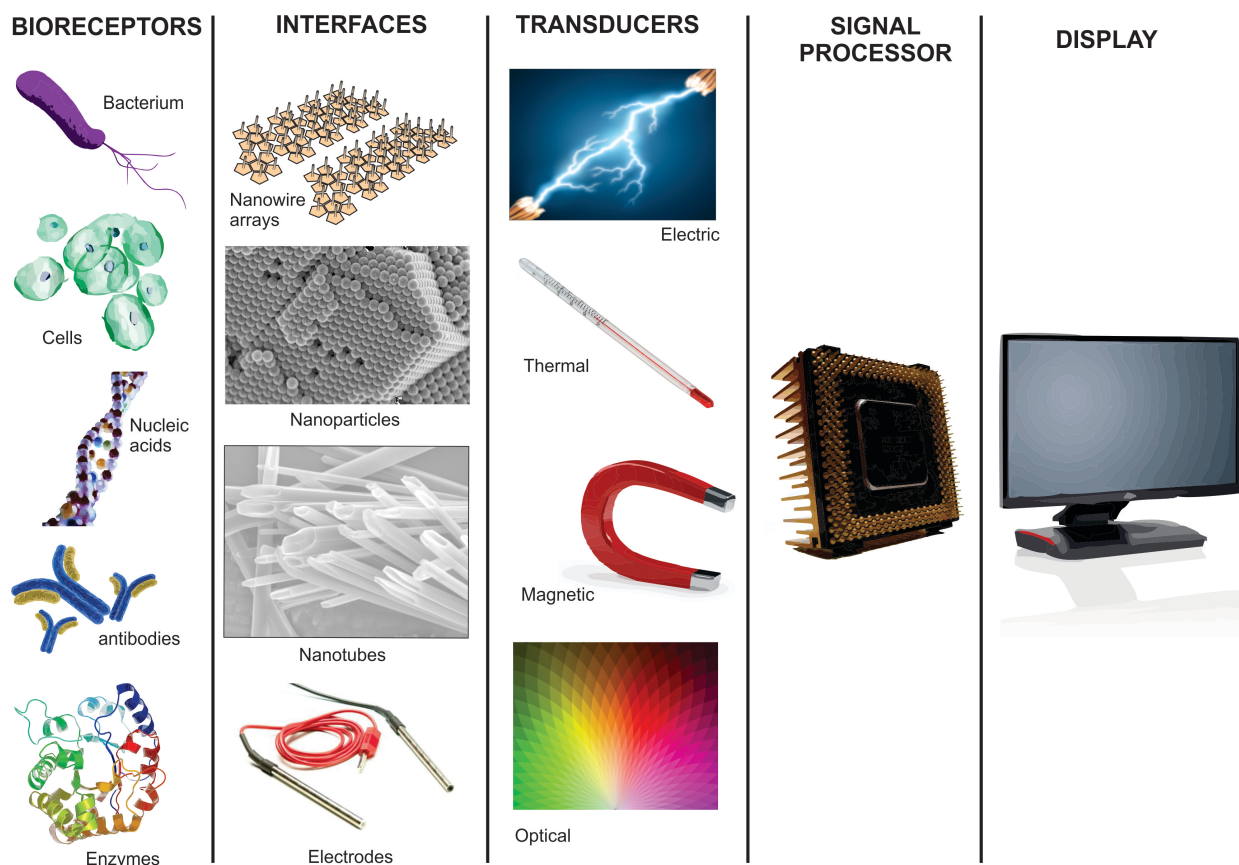 BIORECEPTORS
Bacterium
Cells
Nucleic
acids
antibodies
Enzymes
INTERFACES
Nanowire
arrays
Nanoparticles
Nanotubes
Electrodes
TRANSDUCERS
Electric
Thermal
Magnetic
Optical
SIGNAL
PROCESSOR
DISPLAY